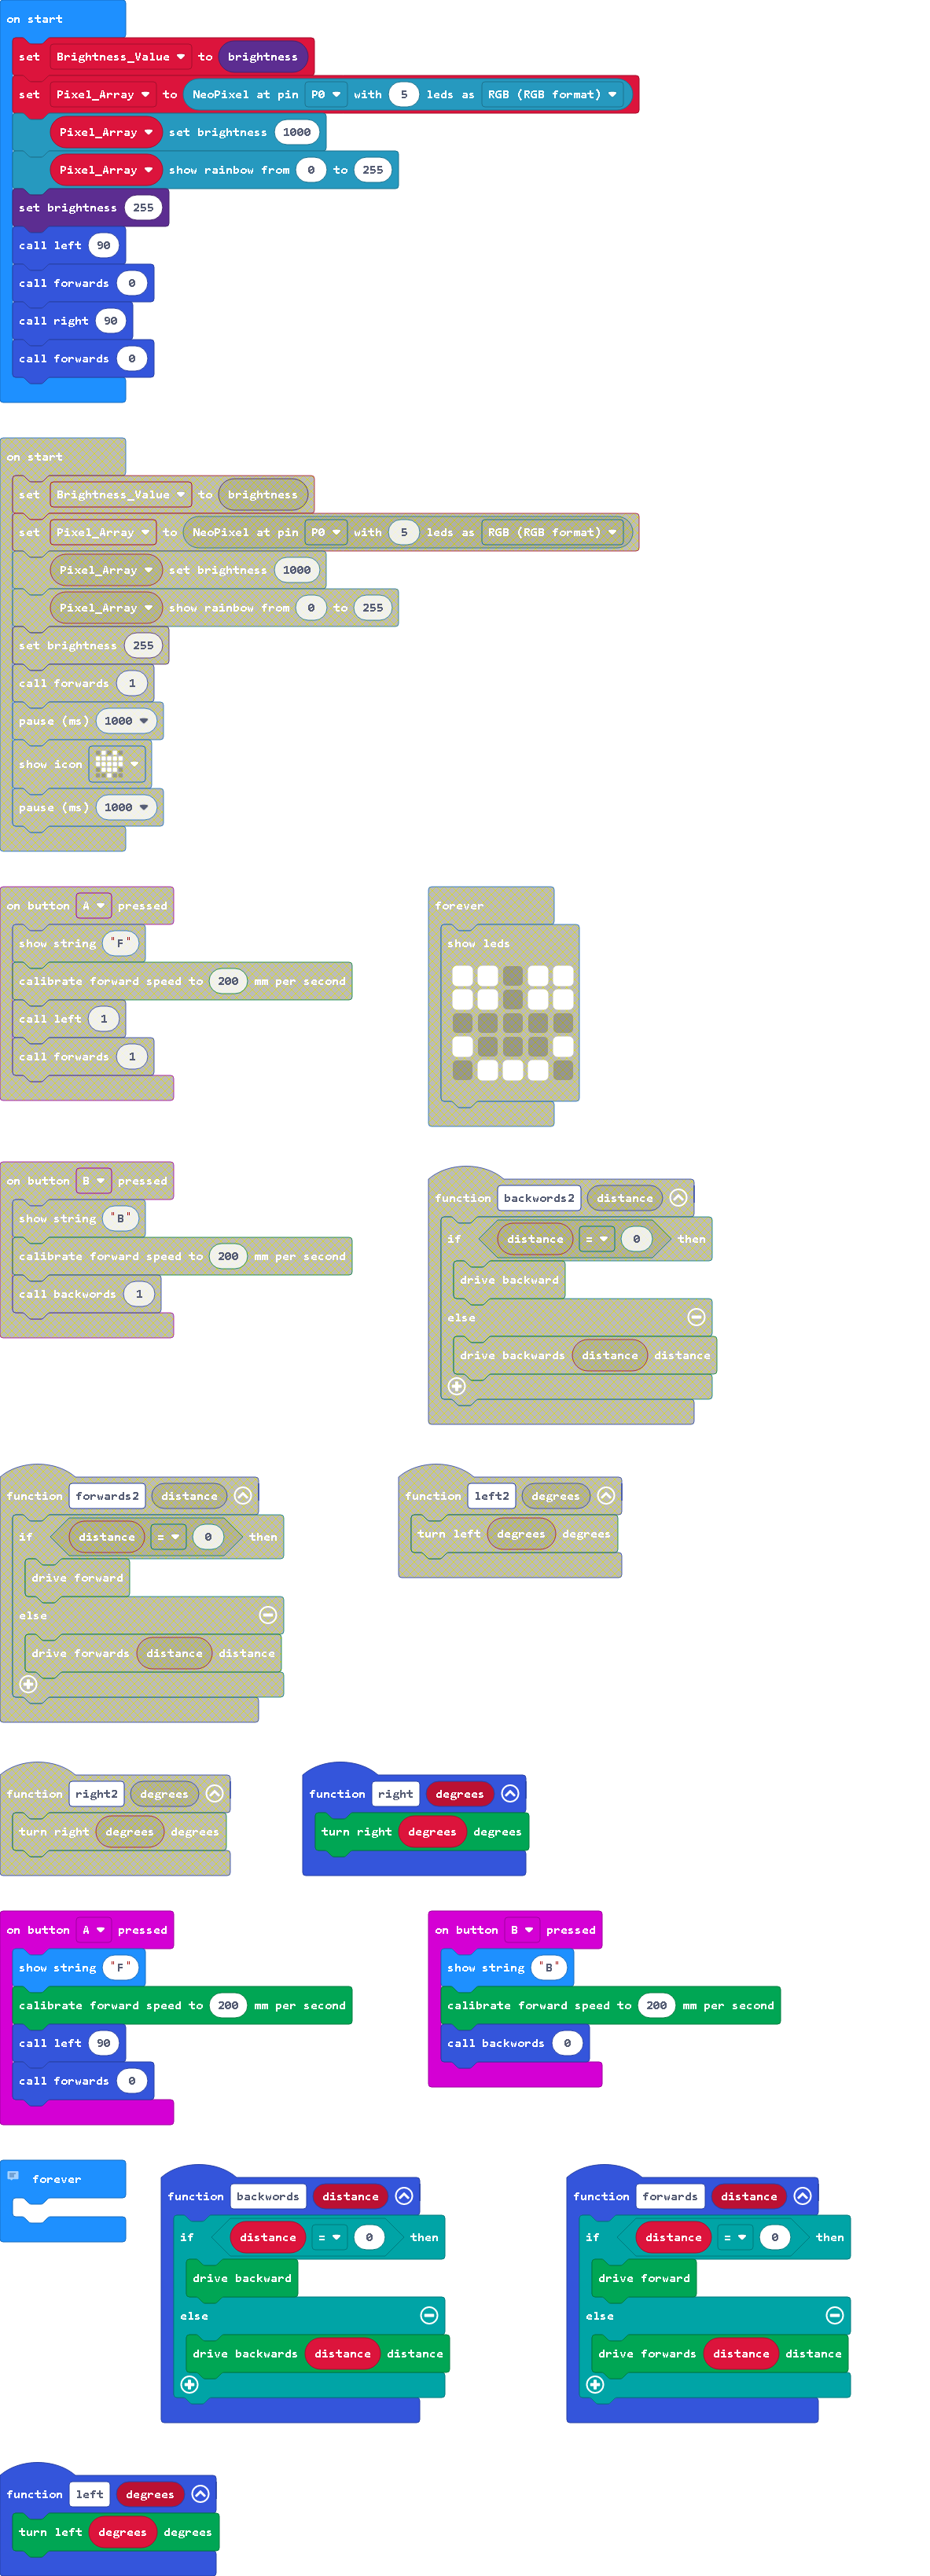 on start
set Brightness_Value to brightness
set Pixel_Array to NeoPixel at pin P0 with 5 leds as RGB (RGB format)
Pixel_Array set brightness 1000
Pixel_Array show rainbow from 0 to 255
set brightness 255
call left 90
call forwards 0
call right 90
call forwards 0
on start
set Brightness_Value to brightness
set Pixel_Array to NeoPixel at pin P0 with 5 leds as RGB (RGB format)
Pixel_Array set brightness 1000
Pixel_Array show rainbow from 0 to 255
set brightness 255
call forwards 1
pause (ms) 1000
show icon
pause (ms) 1000
on button A pressed
show string "F"
calibrate forward speed to 200 mm per second
call left 1
call forwards 1
forever
show leds
on button B pressed
show string "B"
calibrate forward speed to 200 mm per second
call backwords 1
function backwords2 distance
if distance = 0 then
drive backward
else
drive backwards distance distance
function forwards2 distance
if distance = 0 then
drive forward
else
drive forwards distance distance
function left2 degrees
turn left degrees degrees
function right2 degrees
turn right degrees degrees
function right degrees
turn right degrees degrees
on button A pressed
show string "F"
calibrate forward speed to 200 mm per second
call left 90
call forwards 0
on button B pressed
show string "B"
calibrate forward speed to 200 mm per second
call backwords 0
forever
function backwords distance
if distance = 0 then
drive backward
else
drive backwards distance distance
function forwards distance
if distance = 0 then
drive forward
else
drive forwards distance distance
function left degrees
turn left degrees degrees